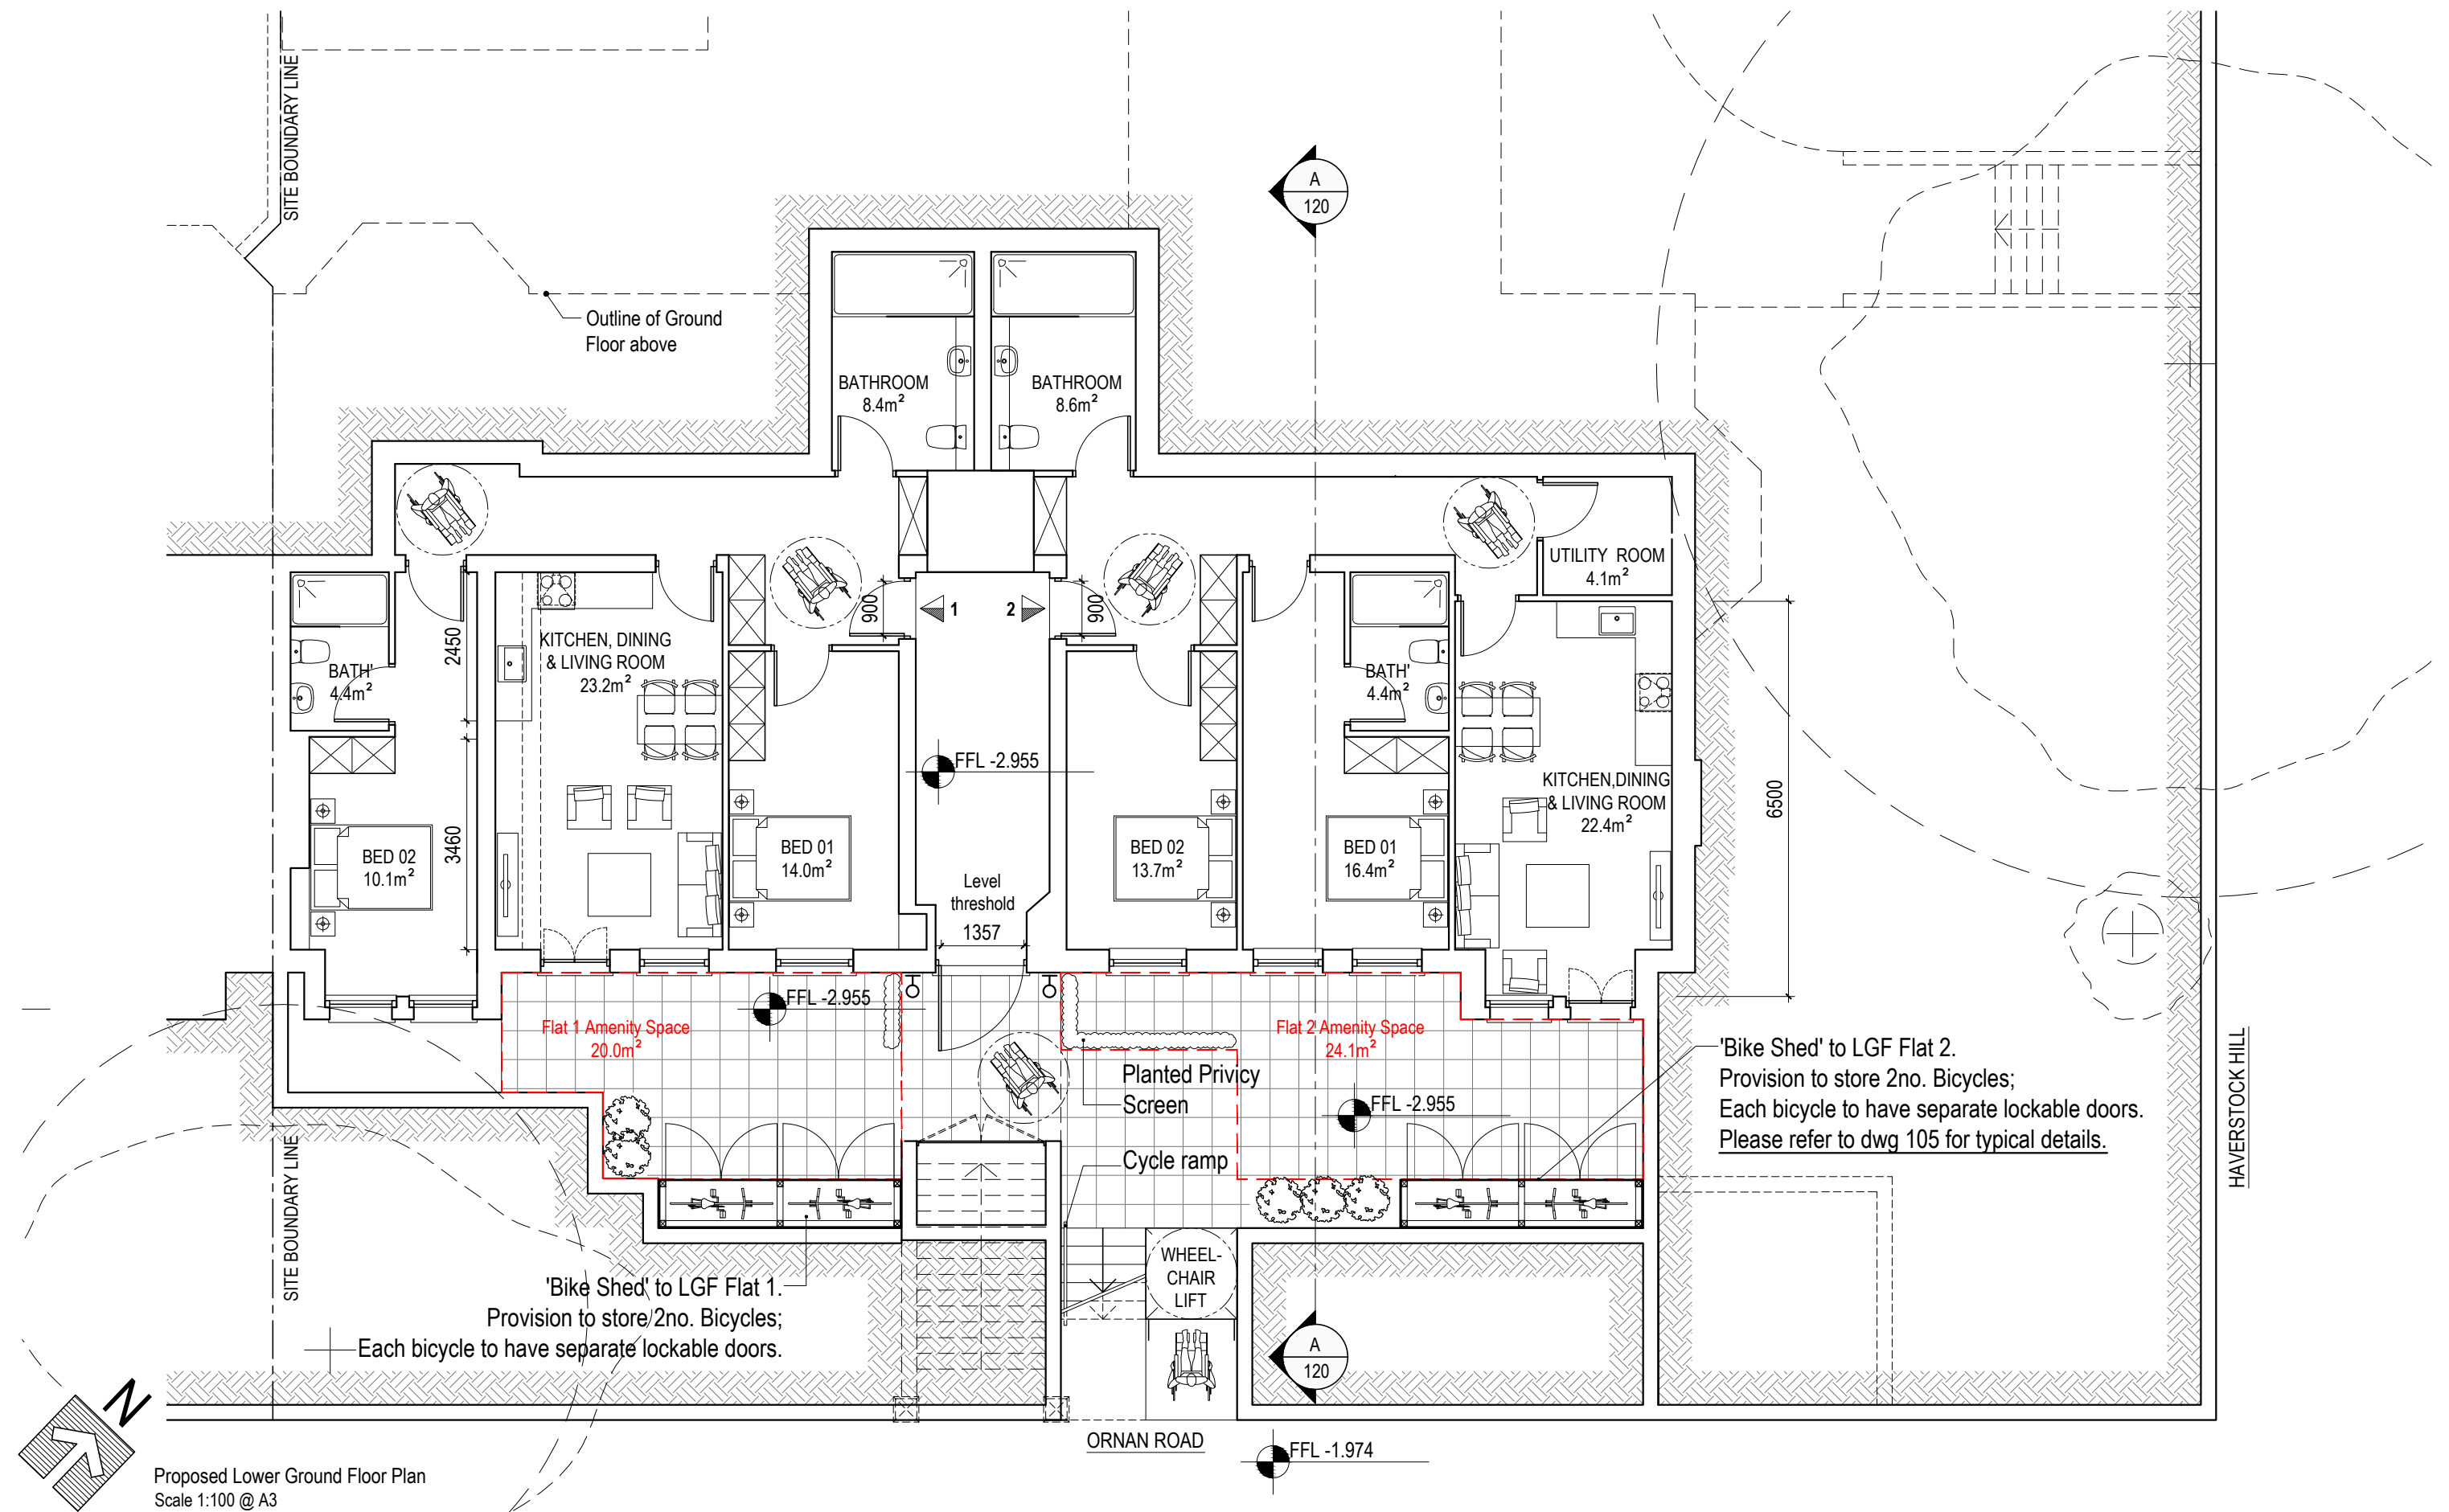 SITE BOUNDARY LINE
A
120
Outline of Ground
Floor above
BATHROOM
8.4m²
BATHROOM
8.6m²
UTILITY ROOM
4.1m²
900
1
2
900
2450
KITCHEN, DINING
& LIVING ROOM
23.2m²
BATH'
4.4m²
BATH'
4.4m²
FFL -2.955
KITCHEN,DINING
& LIVING ROOM
22.4m²
6500
3460
BED 02
10.1m²
BED 01
14.0m²
BED 02
13.7m²
BED 01
16.4m²
Level
threshold
1357
FFL -2.955
Flat 1 Amenity Space
20.0m²
Flat 2 Amenity Space
24.1m²
Planted Privicy
Screen
FFL -2.955
'Bike Shed' to LGF Flat 2.
Provision to store 2no. Bicycles;
Each bicycle to have separate lockable doors.
Please refer to dwg 105 for typical details.
HAVERSTOCK HILL
Cycle ramp
SITE BOUNDARY LINE
WHEEL-
CHAIR
LIFT
'Bike Shed' to LGF Flat 1.
Provision to store 2no. Bicycles;
Each bicycle to have separate lockable doors.
A
120
N
ORNAN ROAD
FFL -1.974
Proposed Lower Ground Floor Plan
Scale 1:100 @ A3